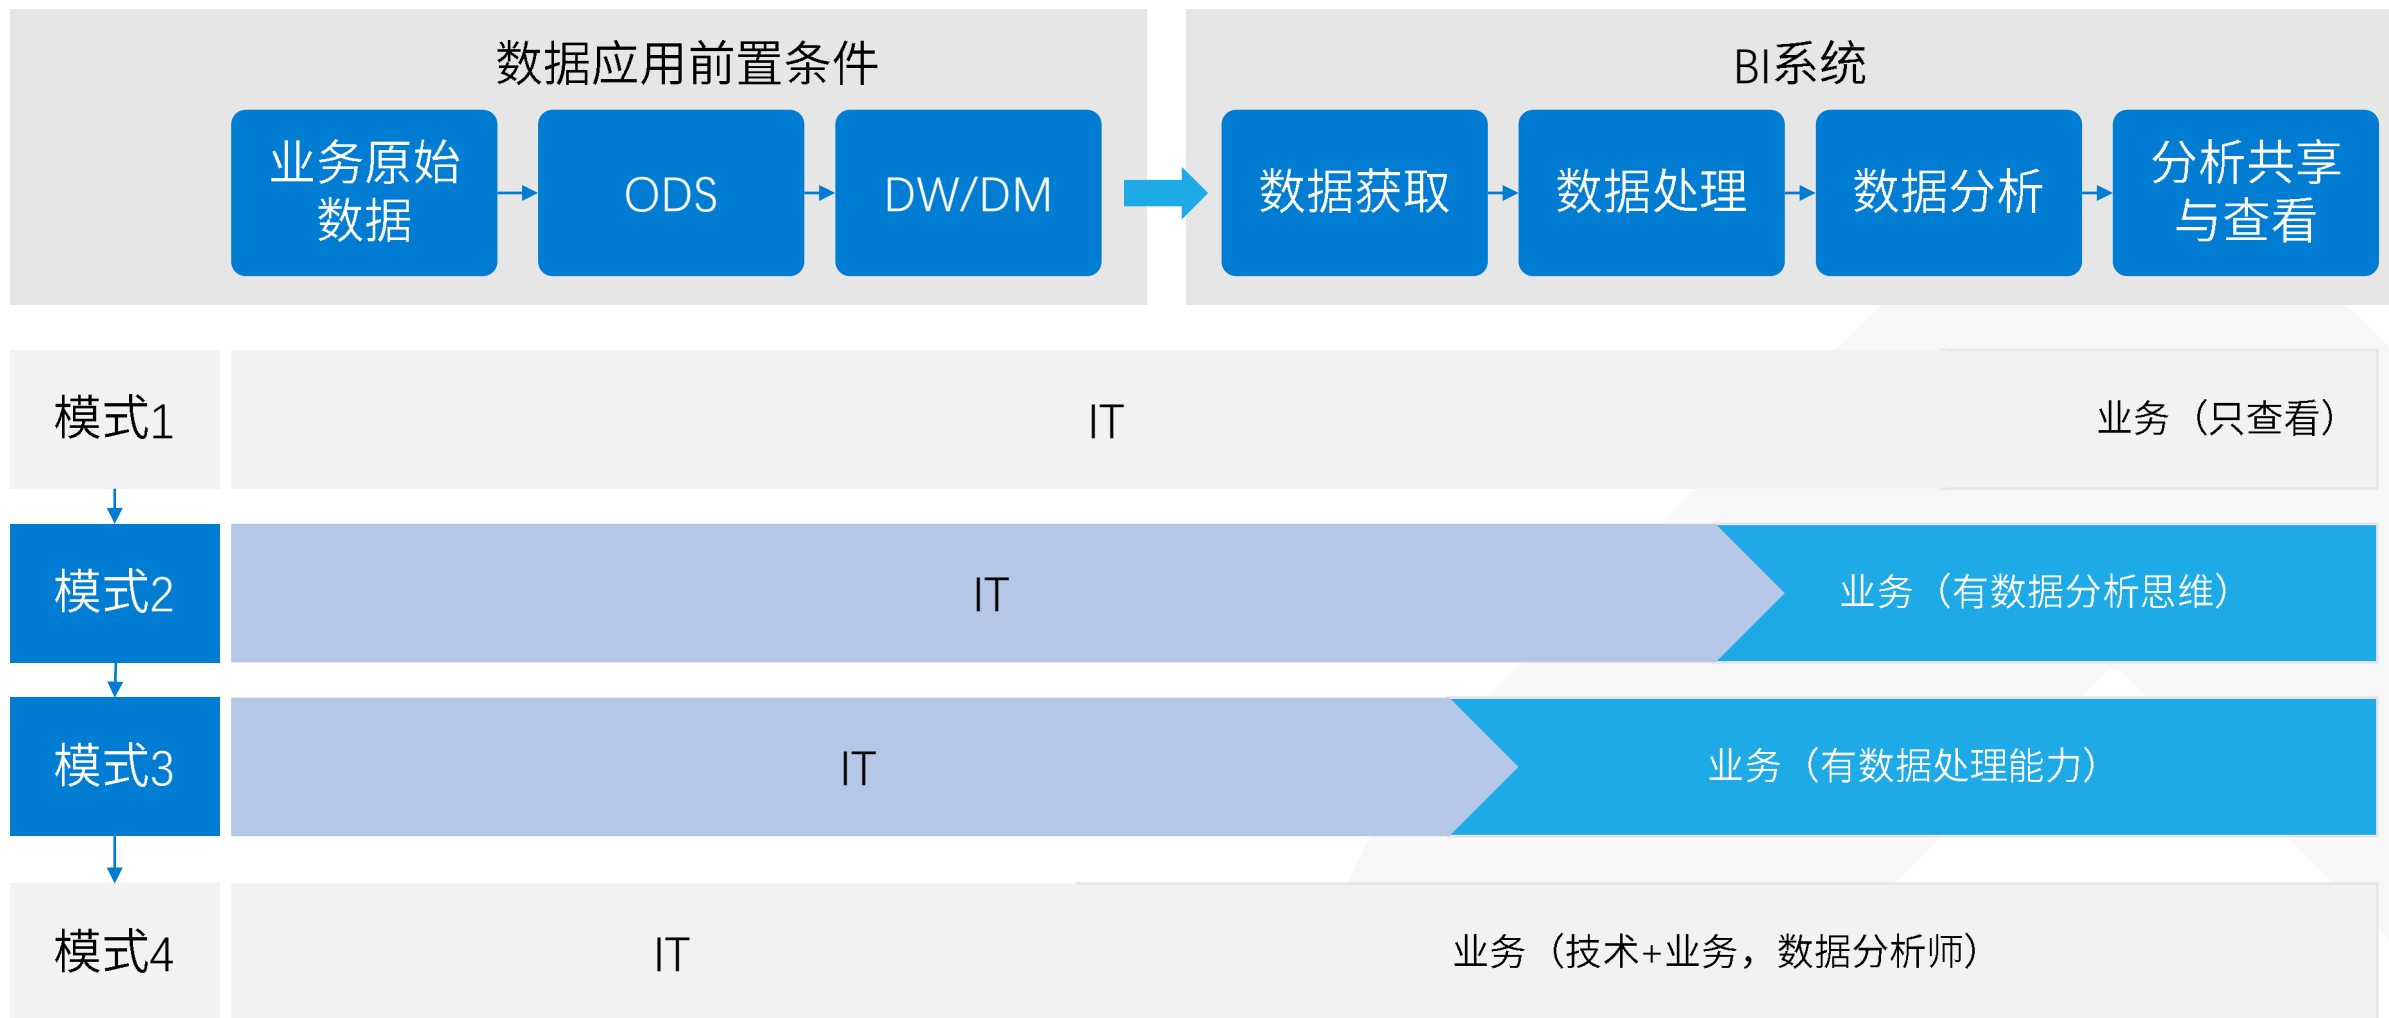 数据应用前置条件
BI系统
业务原始
数据
ODS
DW/DM
数据获取
数据处理
数据分析
分析共享
与查看
模式1
IT
业务（只查看）
模式2
IT
业务（有数据分析思维）
模式3
IT
业务（有数据处理能力）
模式4
IT
业务（技术+业务，数据分析师）